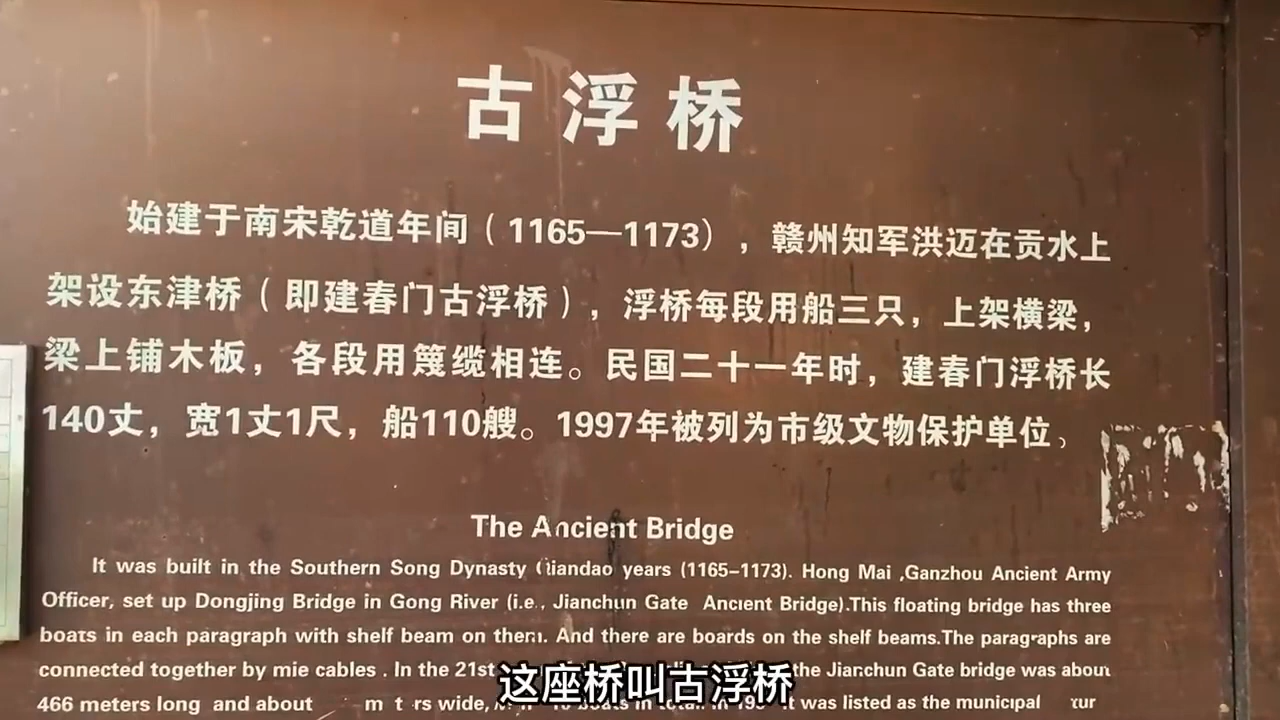 古浮桥
始建于南宋乾道年间（1165—1173），赣州知军洪迈在贡水上
架设东津桥（即建春门古浮桥），浮桥每段用船三只，上架横梁，
梁上铺木板，各段用篾缆相连。民国二十一年时，建春门浮桥长
140丈，宽1丈1尺，船110艘。1997年被列为市级文物保护单位。
The Ancient Bridge
It was built in the Southern Song Dynasty Qiandao years (1165–1173). Hong Mai ,Ganzhou Ancient Army
Officer, set up Dongjing Bridge in Gong River (i.e., Jianchun Gate Ancient Bridge).This floating bridge has three
boats in each paragraph with shelf beam on them. And there are boards on the shelf beams.The paragraphs are
connected together by mie cables . In the 21st the Jianchun Gate bridge was about
466 meters long and about wide, boats in total. In it was listed as the municipal
这座桥叫古浮桥